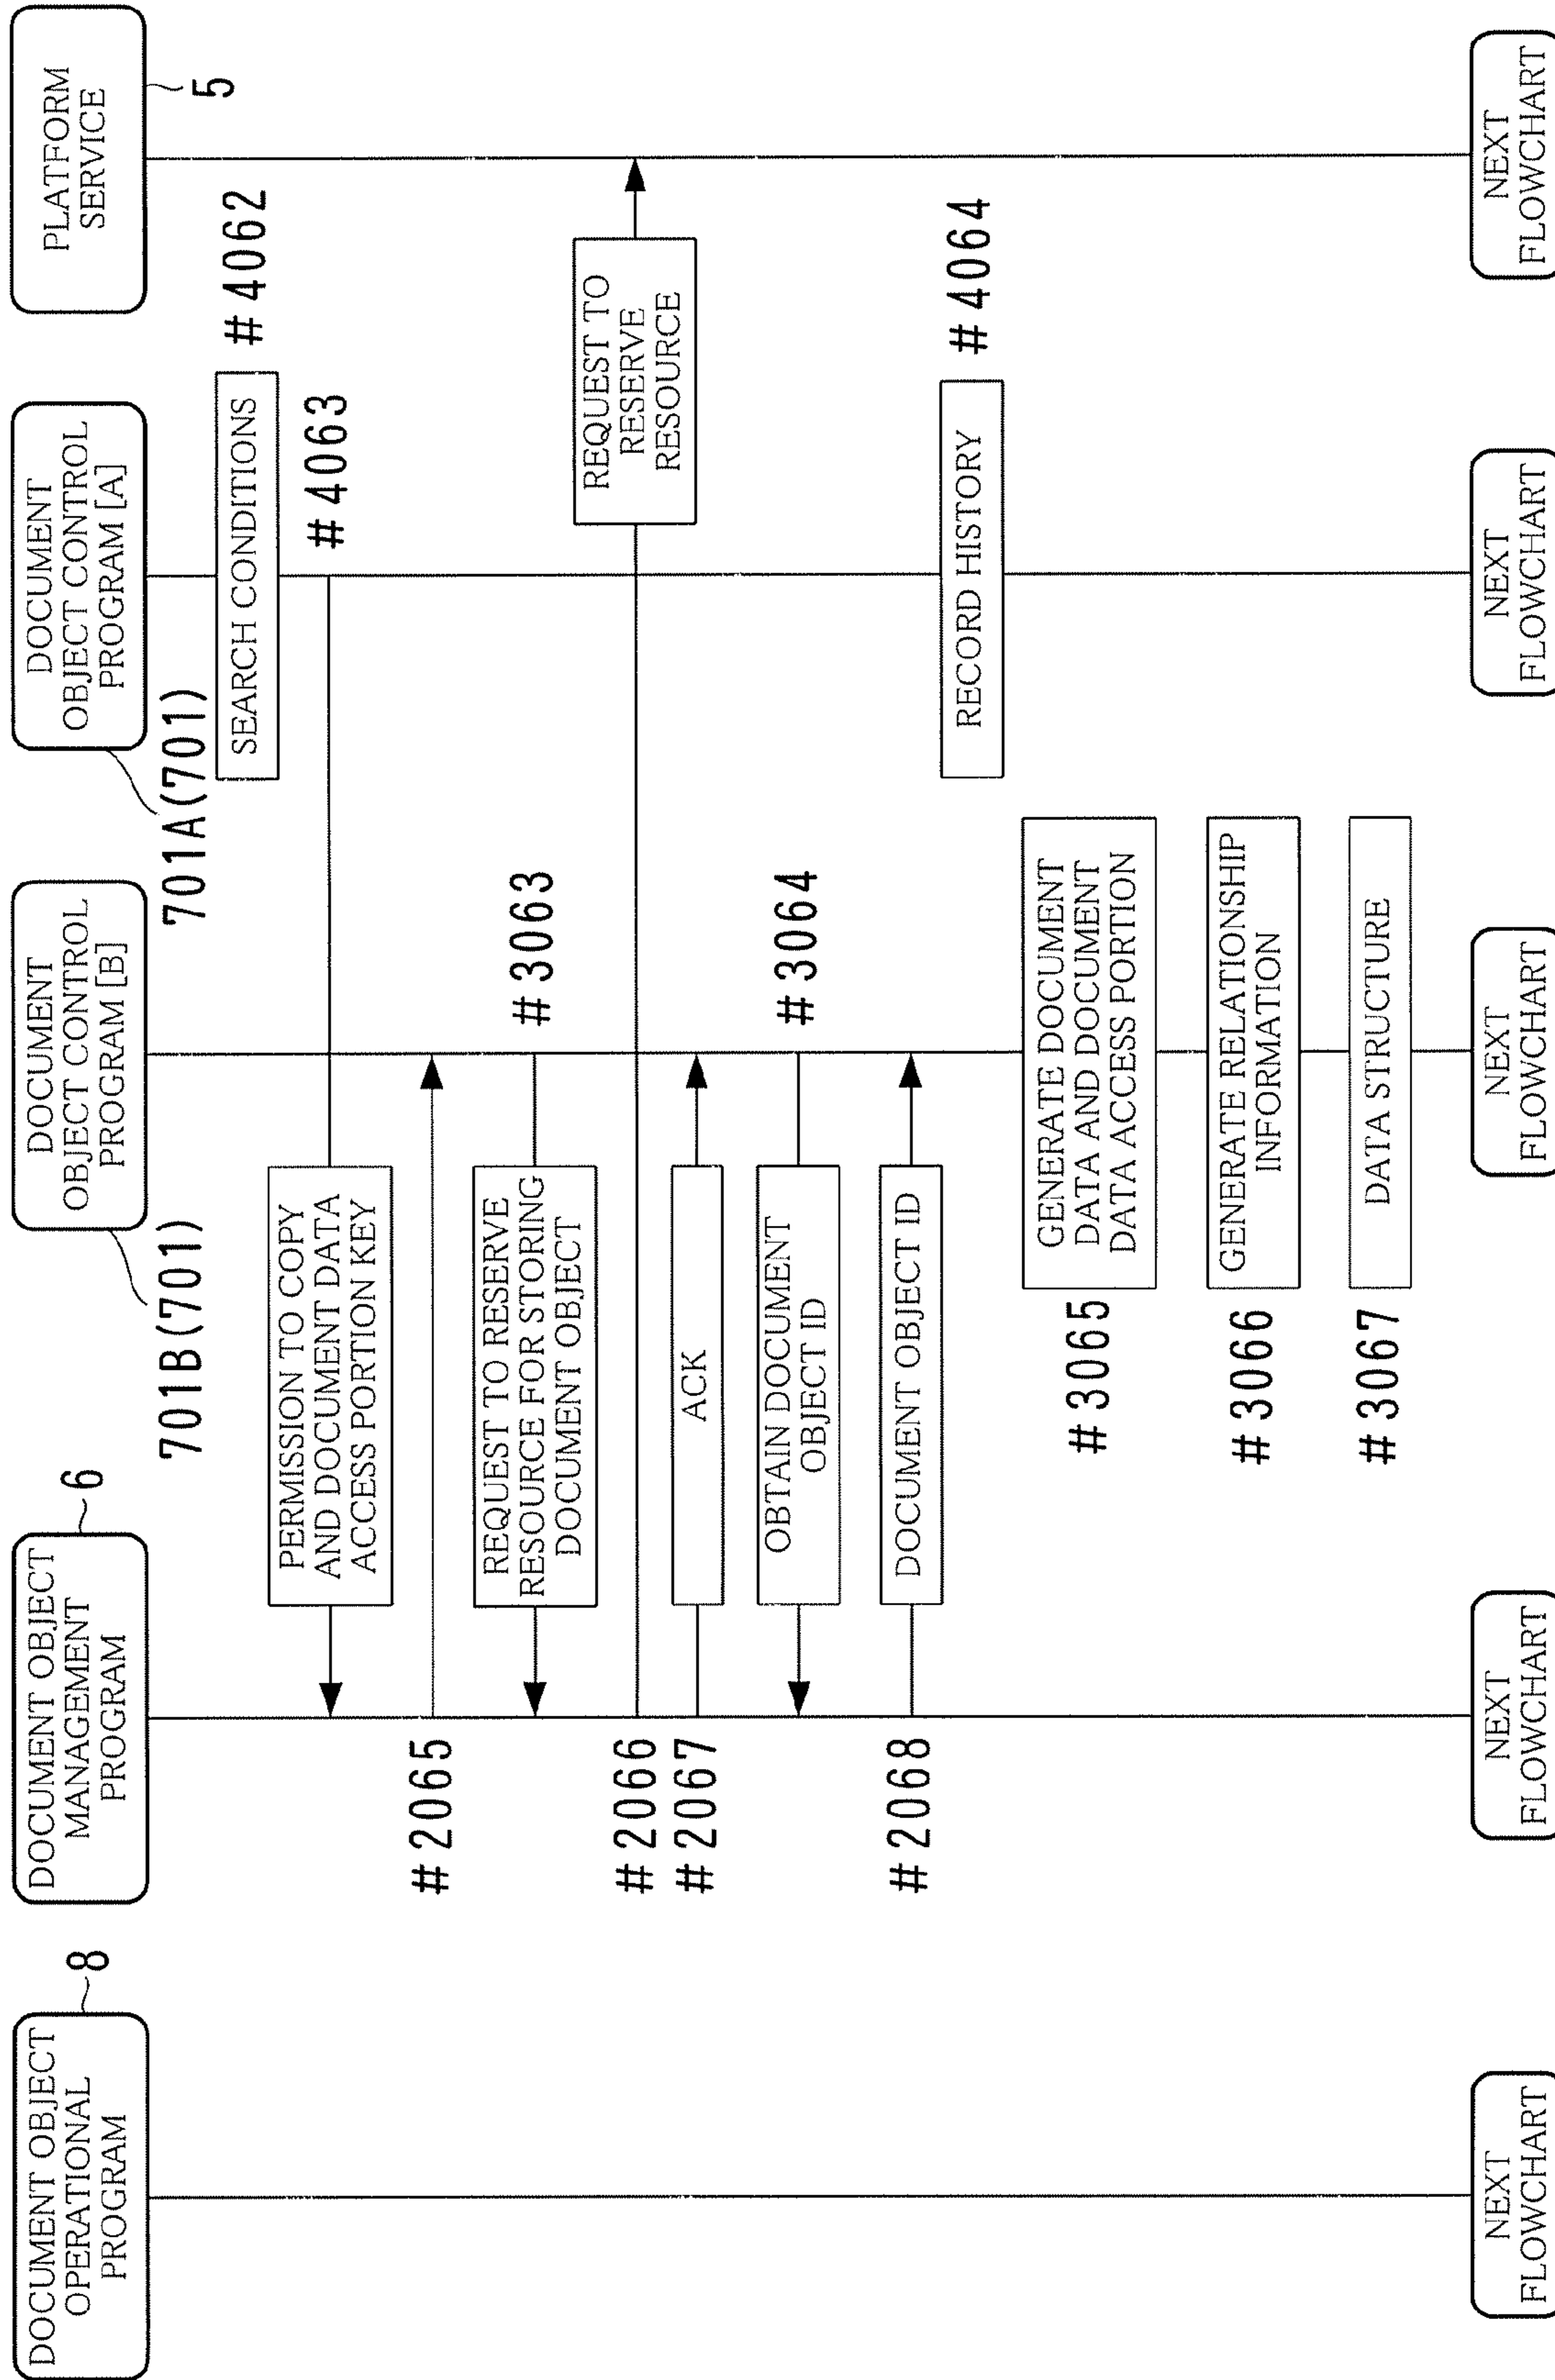 DOCUMENT OBJECT
OPERATIONAL
PROGRAM
8
DOCUMENT OBJECT
MANAGEMENT
PROGRAM
6
DOCUMENT
OBJECT CONTROL
PROGRAM [B]
701B(701)
DOCUMENT
OBJECT CONTROL
PROGRAM [A]
701A(701)
PLATFORM
SERVICE
5
SEARCH CONDITIONS
#4062
PERMISSION TO COPY
AND DOCUMENT DATA
ACCESS PORTION KEY
#4063
#2065
REQUEST TO RESERVE
RESOURCE FOR STORING
DOCUMENT OBJECT
#3063
#2066
REQUEST TO
RESERVE
RESOURCE
#2067
ACK
OBTAIN DOCUMENT
OBJECT ID
#3064
#2068
DOCUMENT OBJECT ID
RECORD HISTORY
#4064
#3065
GENERATE DOCUMENT
DATA AND DOCUMENT
DATA ACCESS PORTION
#3066
GENERATE RELATIONSHIP
INFORMATION
#3067
DATA STRUCTURE
NEXT
FLOWCHART
NEXT
FLOWCHART
NEXT
FLOWCHART
NEXT
FLOWCHART
NEXT
FLOWCHART